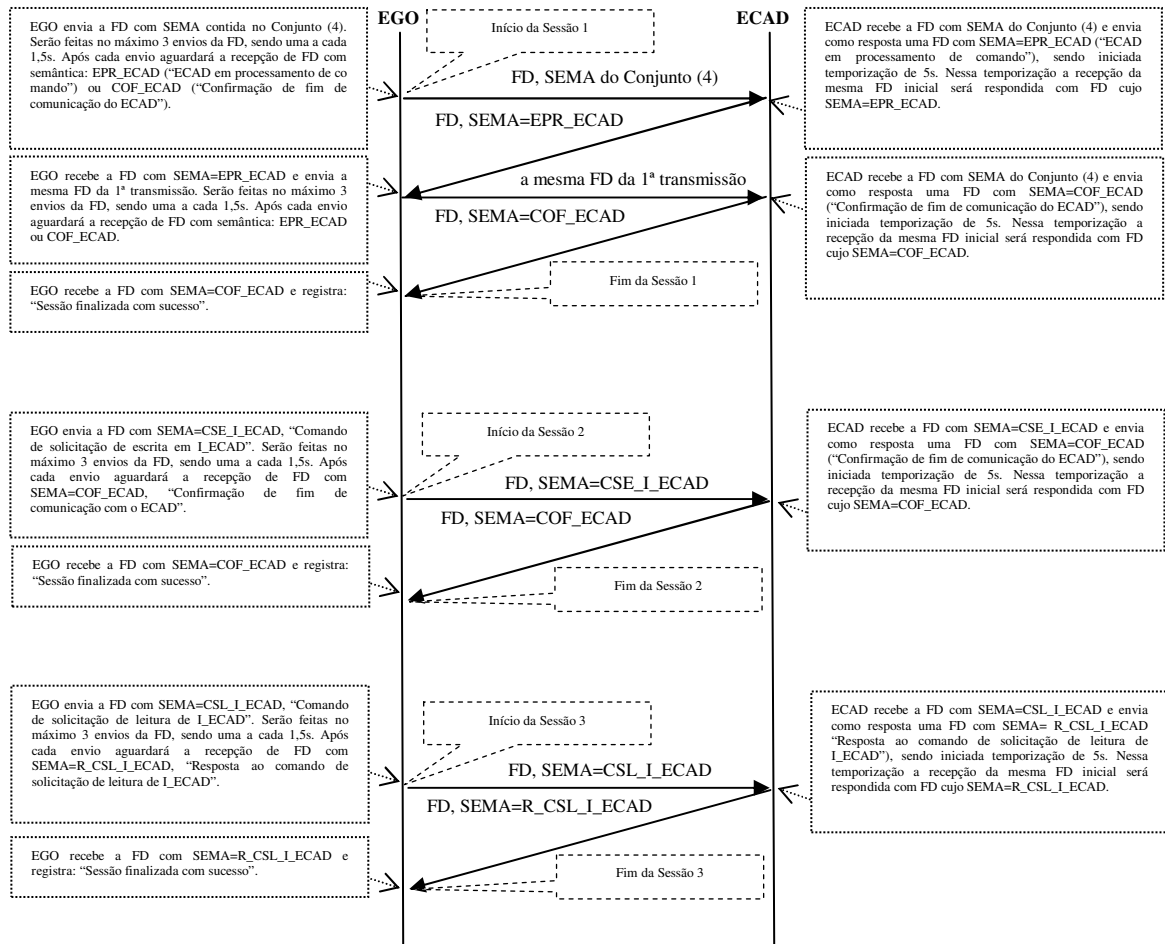 EGO
ECAD
EGO envia a FD com SEMA contida no Conjunto (4).
Serão feitas no máximo 3 envios da FD, sendo uma a cada
1,5s. Após cada envio aguardará a recepção de FD com
semântica: EPR_ECAD (“ECAD em processamento de co
mando”) ou COF_ECAD (“Confirmação de fim de
comunicação do ECAD”).
Início da Sessão 1
ECAD recebe a FD com SEMA do Conjunto (4) e envia
como resposta uma FD com SEMA=EPR_ECAD (“ECAD
em processamento de comando”), sendo iniciada
temporização de 5s. Nessa temporização a recepção da
mesma FD inicial será respondida com FD cujo
SEMA=EPR_ECAD.
FD, SEMA do Conjunto (4)
FD, SEMA=EPR_ECAD
EGO recebe a FD com SEMA=EPR_ECAD e envia a
mesma FD da 1ª transmissão. Serão feitas no máximo 3
envios da FD, sendo uma a cada 1,5s. Após cada envio
aguardará a recepção de FD com semântica: EPR_ECAD
ou COF_ECAD.
a mesma FD da 1ª transmissão
FD, SEMA=COF_ECAD
ECAD recebe a FD com SEMA do Conjunto (4) e envia
como resposta uma FD com SEMA=COF_ECAD
(“Confirmação de fim de comunicação do ECAD”), sendo
iniciada temporização de 5s. Nessa temporização a
recepção da mesma FD inicial será respondida com FD
cujo SEMA=COF_ECAD.
EGO recebe a FD com SEMA=COF_ECAD e registra:
“Sessão finalizada com sucesso”.
Fim da Sessão 1
EGO envia a FD com SEMA=CSE_I_ECAD, “Comando
de solicitação de escrita em I_ECAD”. Serão feitas no
máximo 3 envios da FD, sendo uma a cada 1,5s. Após
cada envio aguardará a recepção de FD com
SEMA=COF_ECAD, “Confirmação de fim de
comunicação com o ECAD”.
Início da Sessão 2
ECAD recebe a FD com SEMA=CSE_I_ECAD e envia
como resposta uma FD com SEMA=COF_ECAD
(“Confirmação de fim de comunicação do ECAD”), sendo
iniciada temporização de 5s. Nessa temporização a
recepção da mesma FD inicial será respondida com FD
cujo SEMA=COF_ECAD.
FD, SEMA=CSE_I_ECAD
FD, SEMA=COF_ECAD
EGO recebe a FD com SEMA=COF_ECAD e registra:
“Sessão finalizada com sucesso”.
Fim da Sessão 2
EGO envia a FD com SEMA=CSL_I_ECAD, “Comando
de solicitação de leitura de I_ECAD”. Serão feitas no
máximo 3 envios da FD, sendo uma a cada 1,5s. Após
cada envio aguardará a recepção de FD com
SEMA=R_CSL_I_ECAD, “Resposta ao comando de
solicitação de leitura de I_ECAD”.
Início da Sessão 3
ECAD recebe a FD com SEMA=CSL_I_ECAD e envia
como resposta uma FD com SEMA= R_CSL_I_ECAD
“Resposta ao comando de solicitação de leitura de
I_ECAD”), sendo iniciada temporização de 5s. Nessa
temporização a recepção da mesma FD inicial será
respondida com FD cujo SEMA=R_CSL_I_ECAD.
FD, SEMA=CSL_I_ECAD
FD, SEMA=R_CSL_I_ECAD
EGO recebe a FD com SEMA=R_CSL_I_ECAD e
registra: “Sessão finalizada com sucesso”.
Fim da Sessão 3